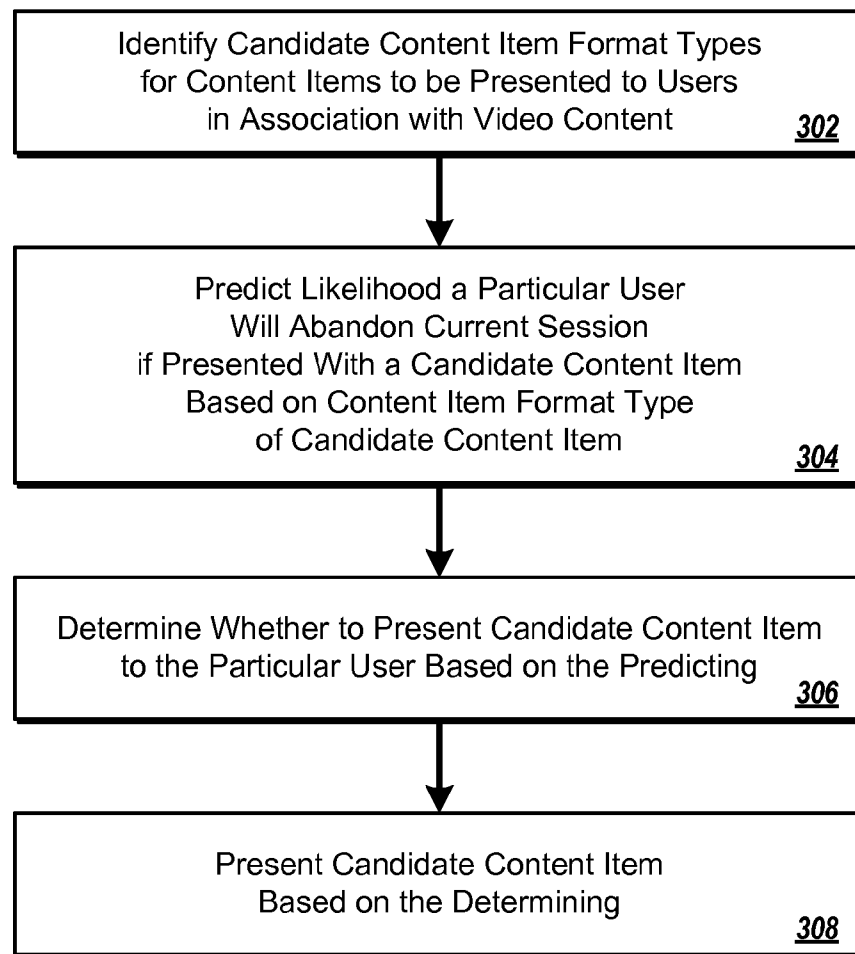 Identify Candidate Content Item Format Types
for Content Items to be Presented to Users
in Association with Video Content
302
Predict Likelihood a Particular User
Will Abandon Current Session
if Presented With a Candidate Content Item
Based on Content Item Format Type
of Candidate Content Item
304
Determine Whether to Present Candidate Content Item
to the Particular User Based on the Predicting
306
Present Candidate Content Item
Based on the Determining
308